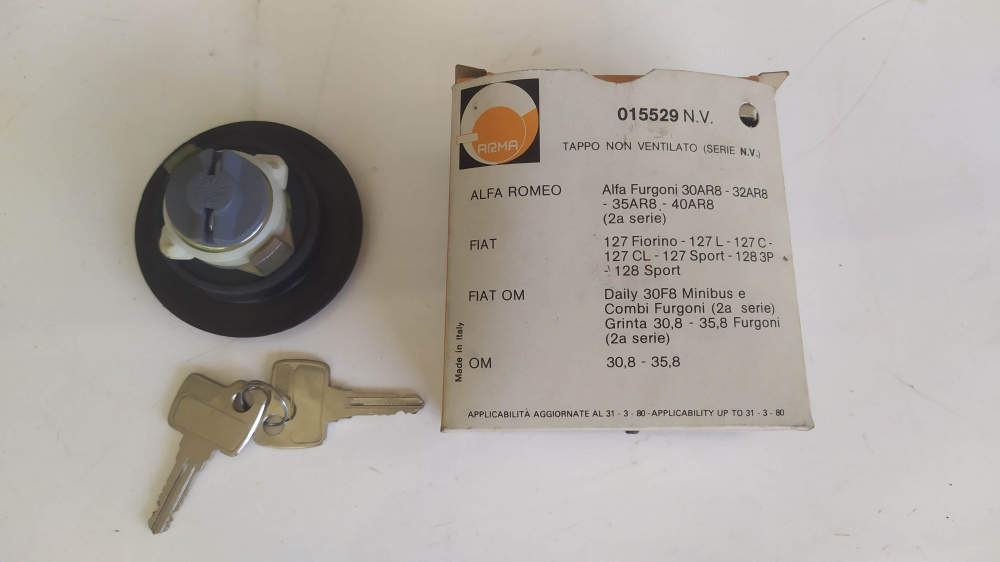 ARMA
015529 N.V.
TAPPO NON VENTILATO (SERIE N.V.)
ALFA ROMEO
Alfa Furgoni 30AR8 - 32AR8
- 35AR8 - 40AR8
(2a serie)
FIAT
127 Fiorino - 127 L - 127 C -
127 CL - 127 Sport - 128 3P
- 128 Sport
FIAT OM
Daily 30F8 Minibus e
Combi Furgoni (2a serie)
Grinta 30,8 - 35,8 Furgoni
(2a serie)
OM
30,8 - 35,8
Made in Italy
APPLICABILITÀ AGGIORNATE AL 31 - 3 - 80 - APPLICABILITY UP TO 31 - 3 - 80